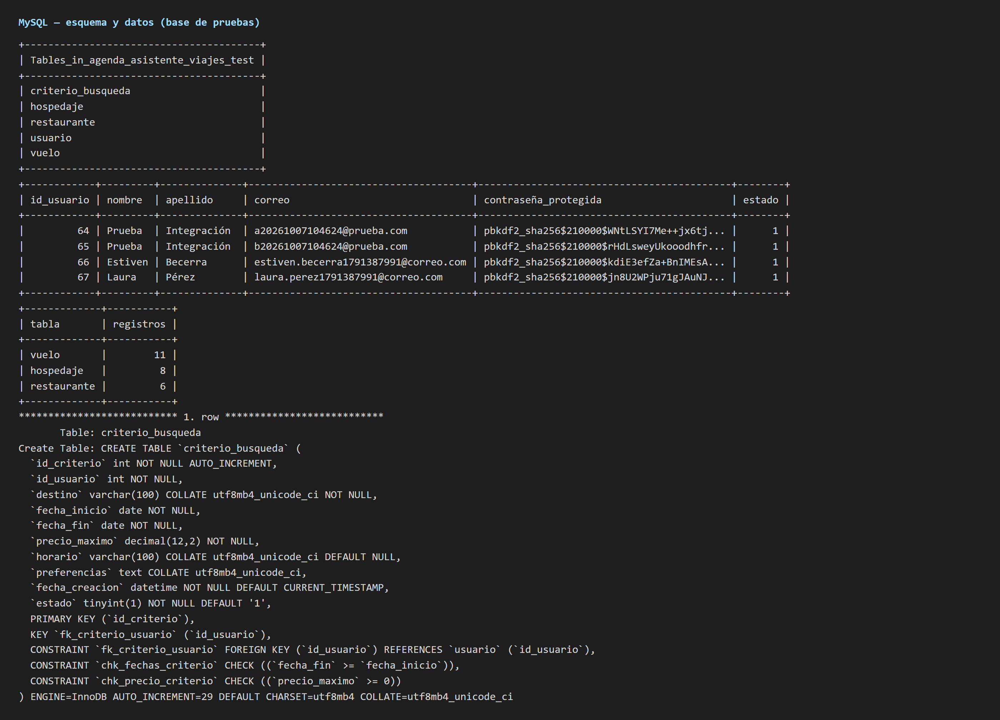 MySQL — esquema y datos (base de pruebas)
+----------------------------------------+
| Tables_in_agenda_asistente_viajes_test |
+----------------------------------------+
| criterio_busqueda                      |
| hospedaje                              |
| restaurante                            |
| usuario                                |
| vuelo                                  |
+----------------------------------------+
+------------+---------+--------------+--------------------------------------+-------------------------------------------+--------+
| id_usuario | nombre  | apellido     | correo                               | contraseña_protegida                      | estado |
+------------+---------+--------------+--------------------------------------+-------------------------------------------+--------+
|         64 | Prueba  | Integración  | a20261007104624@prueba.com           | pbkdf2_sha256$210000$WNtLSYI7Me++jx6tj... |      1 |
|         65 | Prueba  | Integración  | b20261007104624@prueba.com           | pbkdf2_sha256$210000$rHdLsweyUkooodhfr... |      1 |
|         66 | Estiven | Becerra      | estiven.becerra1791387991@correo.com | pbkdf2_sha256$210000$kdiE3efZa+BnIMEsA... |      1 |
|         67 | Laura   | Pérez        | laura.perez1791387991@correo.com     | pbkdf2_sha256$210000$jn8U2WPju71gJAuNJ... |      1 |
+------------+---------+--------------+--------------------------------------+-------------------------------------------+--------+
+-------------+-----------+
| tabla       | registros |
+-------------+-----------+
| vuelo       |        11 |
| hospedaje   |         8 |
| restaurante |         6 |
+-------------+-----------+
*************************** 1. row ***************************
       Table: criterio_busqueda
Create Table: CREATE TABLE `criterio_busqueda` (
  `id_criterio` int NOT NULL AUTO_INCREMENT,
  `id_usuario` int NOT NULL,
  `destino` varchar(100) COLLATE utf8mb4_unicode_ci NOT NULL,
  `fecha_inicio` date NOT NULL,
  `fecha_fin` date NOT NULL,
  `precio_maximo` decimal(12,2) NOT NULL,
  `horario` varchar(100) COLLATE utf8mb4_unicode_ci DEFAULT NULL,
  `preferencias` text COLLATE utf8mb4_unicode_ci,
  `fecha_creacion` datetime NOT NULL DEFAULT CURRENT_TIMESTAMP,
  `estado` tinyint(1) NOT NULL DEFAULT '1',
  PRIMARY KEY (`id_criterio`),
  KEY `fk_criterio_usuario` (`id_usuario`),
  CONSTRAINT `fk_criterio_usuario` FOREIGN KEY (`id_usuario`) REFERENCES `usuario` (`id_usuario`),
  CONSTRAINT `chk_fechas_criterio` CHECK ((`fecha_fin` >= `fecha_inicio`)),
  CONSTRAINT `chk_precio_criterio` CHECK ((`precio_maximo` >= 0))
) ENGINE=InnoDB AUTO_INCREMENT=29 DEFAULT CHARSET=utf8mb4 COLLATE=utf8mb4_unicode_ci